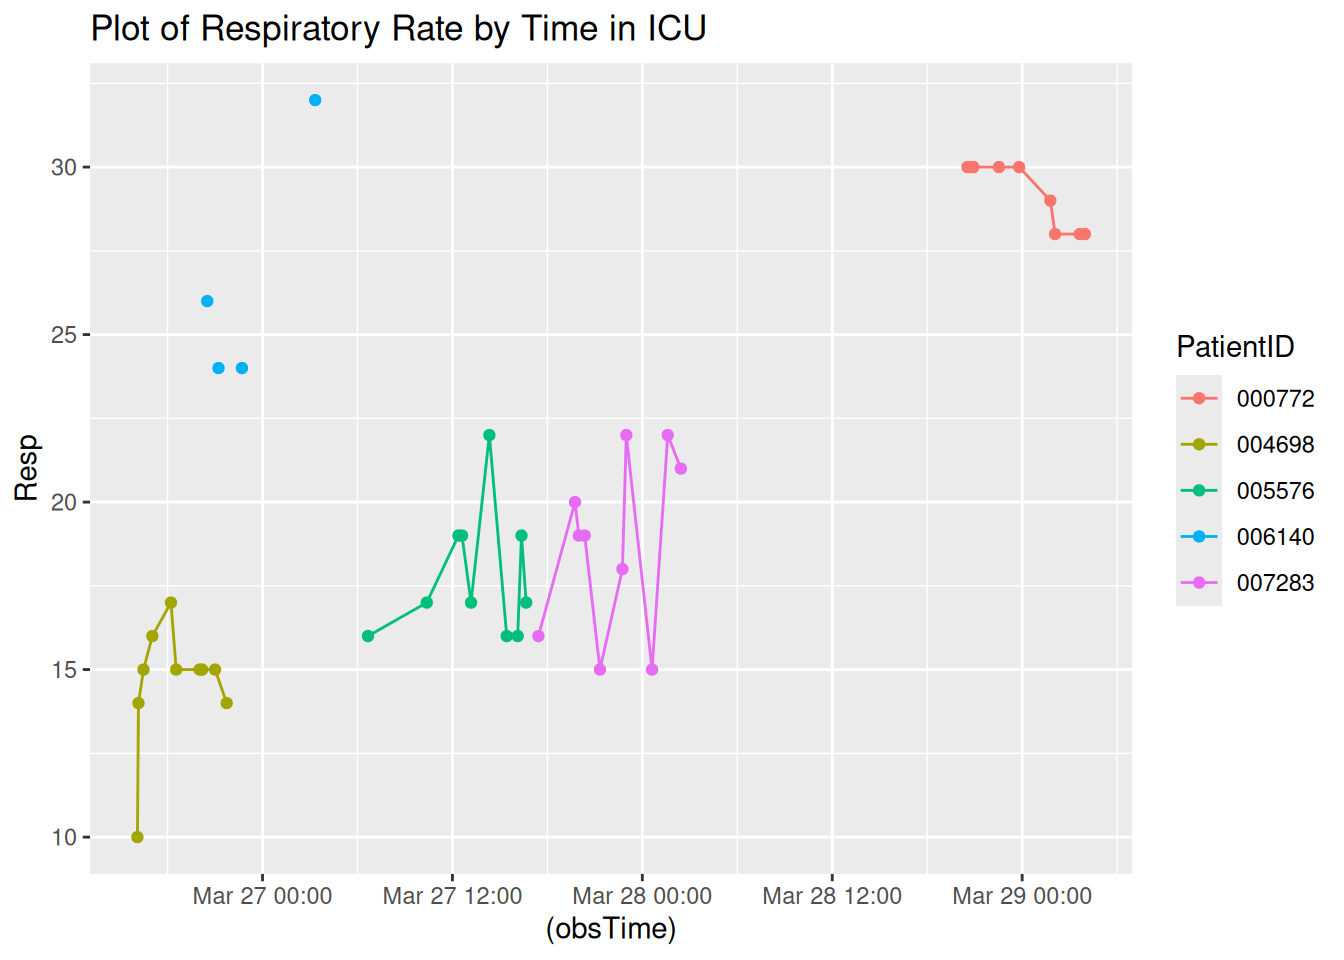 Plot of Respiratory Rate by Time in ICU
30
25
20
15
10
Resp
Mar 27 00:00 Mar 27 12:00 Mar 28 00:00 Mar 28 12:00 Mar 29 00:00
(obsTime)
PatientID
000772
004698
005576
006140
007283